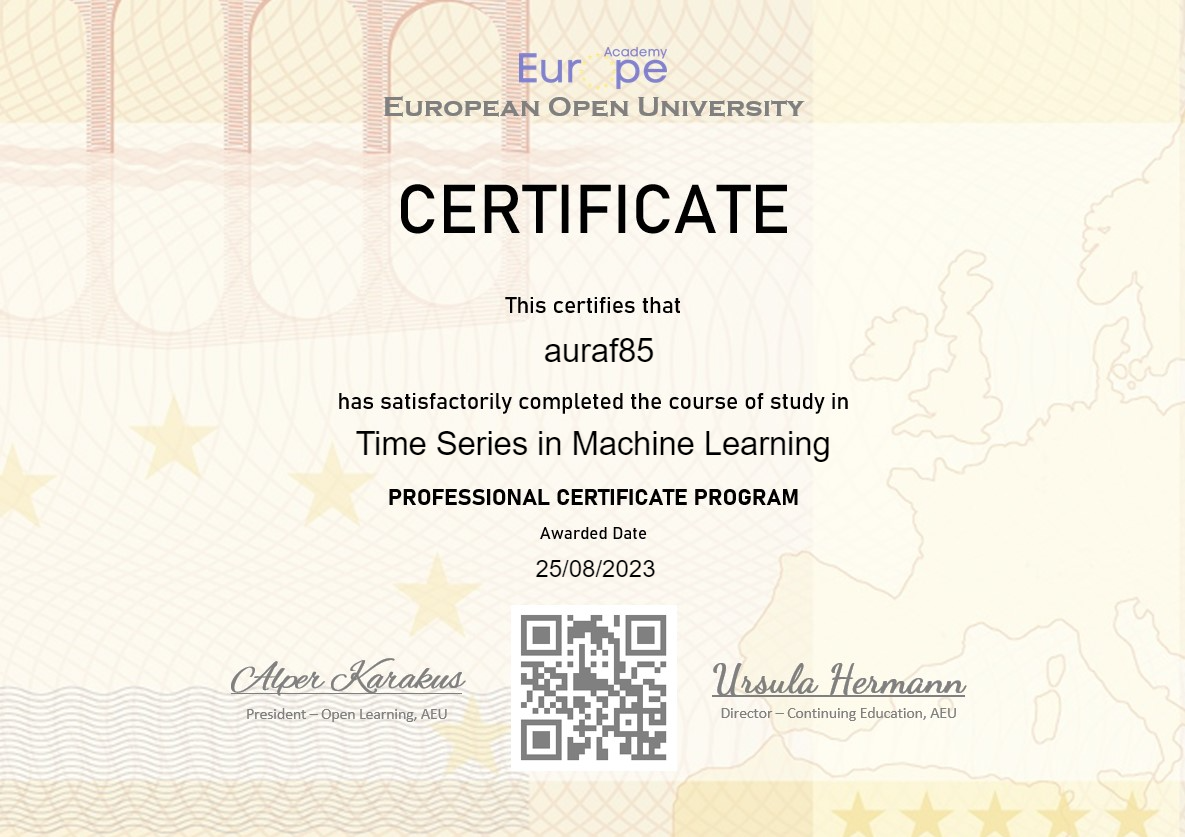 Academy
Europe
EUROPEAN OPEN UNIVERSITY
CERTIFICATE
This certifies that
auraf85
has satisfactorily completed the course of study in
Time Series in Machine Learning
PROFESSIONAL CERTIFICATE PROGRAM
Awarded Date
25/08/2023
Alper Karakus
President – Open Learning, AEU
Ursula Hermann
Director – Continuing Education, AEU